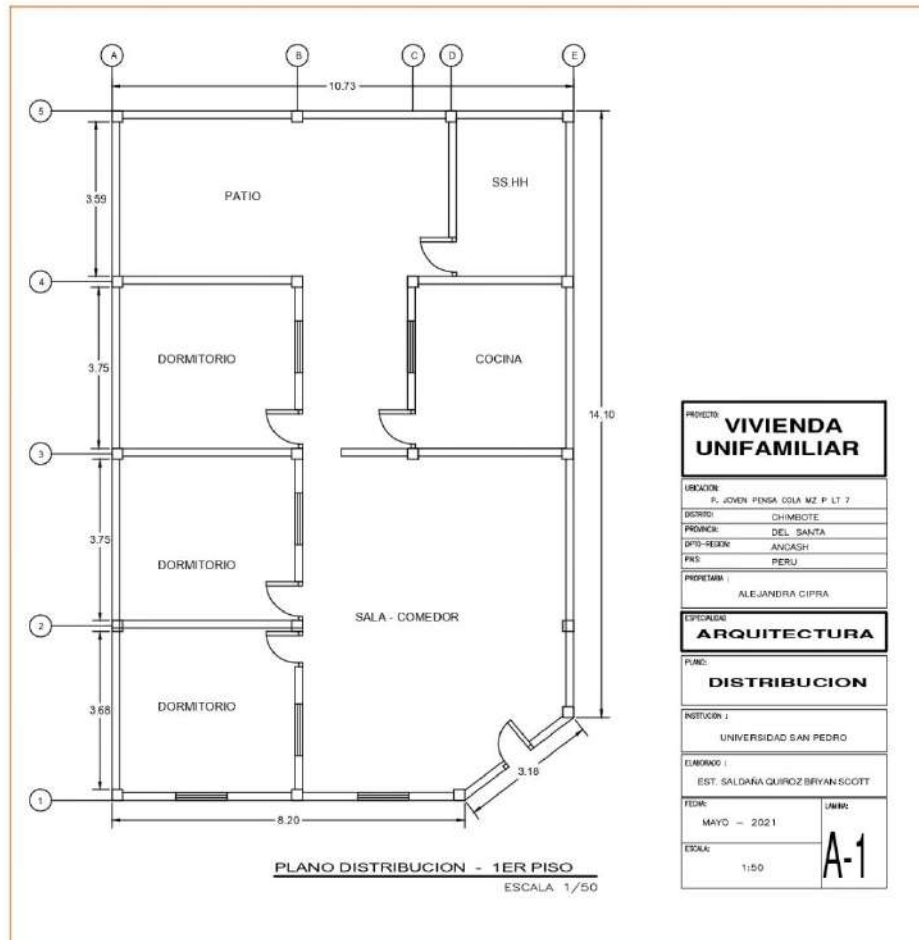 A
B
C
D
E
10.73
5
3.59
PATIO
SS.HH
4
3.75
DORMITORIO
COCINA
14.10
3
3.75
DORMITORIO
SALA - COMEDOR
2
3.68
DORMITORIO
3.18
1
8.20
PLANO DISTRIBUCION - 1ER PISO
ESCALA 1/50
PROYECTO:
VIVIENDA
UNIFAMILIAR
UBICACION:
P. JOVEN PENSA COLA MZ P LT 7
DISTRITO: CHIMBOTE
PROVINCIA: DEL SANTA
DPTO-REGION: ANCASH
PAIS: PERU
PROPIETARIA :
ALEJANDRA CIPRA
ESPECIALIDAD
ARQUITECTURA
PLANO:
DISTRIBUCION
INSTITUCION :
UNIVERSIDAD SAN PEDRO
ELABORADO :
EST. SALDAÑA QUIROZ BRYAN SCOTT
FECHA:
MAYO - 2021
ESCALA:
1:50
LAMINA:
A-1